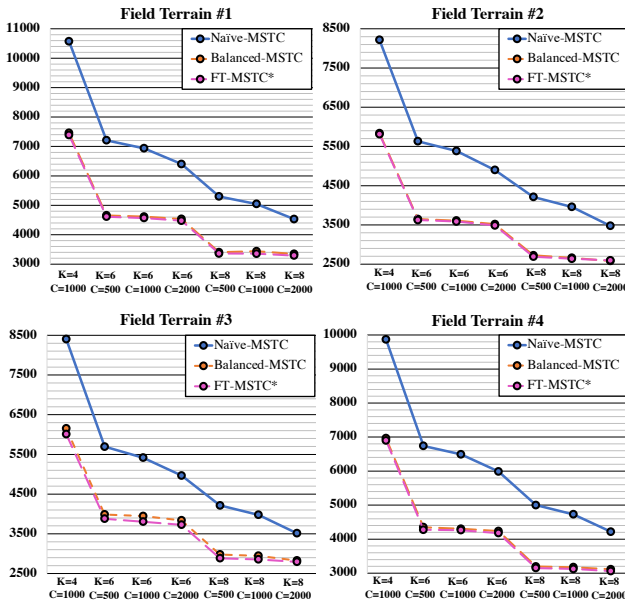 Field Terrain #1
11000
10000
9000
8000
7000
6000
5000
4000
3000
Naïve-MSTC
Balanced-MSTC
FT-MSTC*
K=4 K=6 K=6 K=6 K=8 K=8 K=8
C=1000 C=500 C=1000 C=2000 C=500 C=1000 C=2000
Field Terrain #2
8500
7500
6500
5500
4500
3500
2500
Naïve-MSTC
Balanced-MSTC
FT-MSTC*
K=4 K=6 K=6 K=6 K=8 K=8 K=8
C=1000 C=500 C=1000 C=2000 C=500 C=1000 C=2000
Field Terrain #3
8500
7500
6500
5500
4500
3500
2500
Naïve-MSTC
Balanced-MSTC
FT-MSTC*
K=4 K=6 K=6 K=6 K=8 K=8 K=8
C=1000 C=500 C=1000 C=2000 C=500 C=1000 C=2000
Field Terrain #4
10000
9000
8000
7000
6000
5000
4000
3000
Naïve-MSTC
Balanced-MSTC
FT-MSTC*
K=4 K=6 K=6 K=6 K=8 K=8 K=8
C=1000 C=500 C=1000 C=2000 C=500 C=1000 C=2000